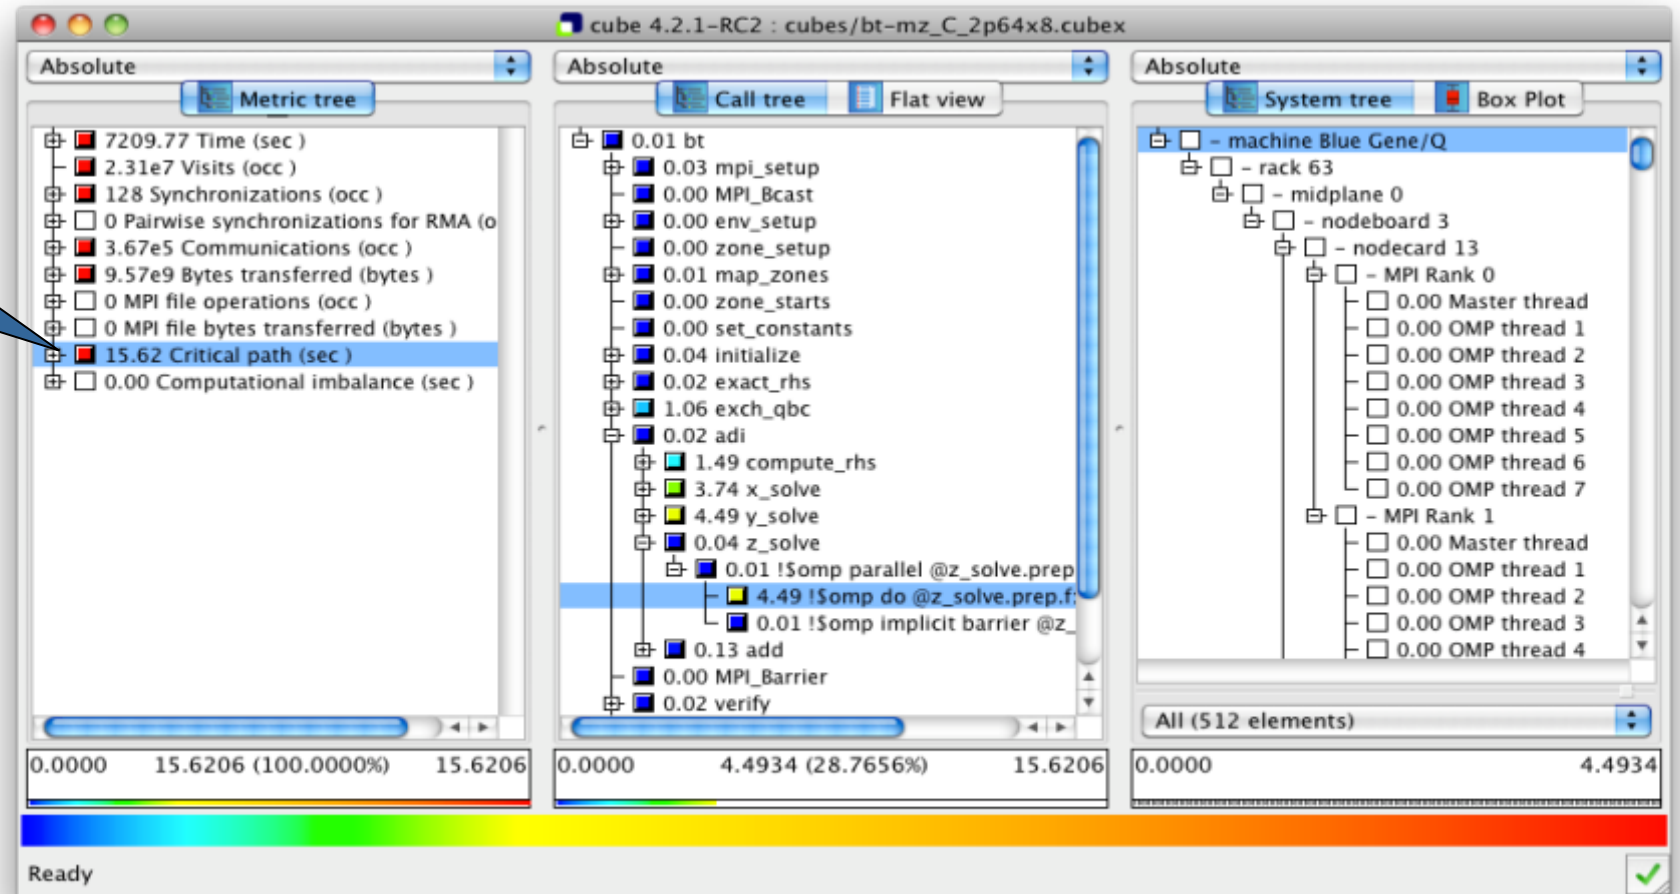 cube 4.2.1-RC2 : cubes/bt-mz_C_2p64x8.cubex
Absolute
Metric tree
7209.77 Time (sec )
2.31e7 Visits (occ )
128 Synchronizations (occ )
0 Pairwise synchronizations for RMA (o
3.67e5 Communications (occ )
9.57e9 Bytes transferred (bytes )
0 MPI file operations (occ )
0 MPI file bytes transferred (bytes )
15.62 Critical path (sec )
0.00 Computational imbalance (sec )
0.0000 15.6206 (100.0000%) 15.6206
Absolute
Call tree Flat view
0.01 bt
0.03 mpi_setup
0.00 MPI_Bcast
0.00 env_setup
0.00 zone_setup
0.01 map_zones
0.00 zone_starts
0.00 set_constants
0.04 initialize
0.02 exact_rhs
1.06 exch_qbc
0.02 adi
1.49 compute_rhs
3.74 x_solve
4.49 y_solve
0.04 z_solve
0.01 !$omp parallel @z_solve.prep
4.49 !$omp do @z_solve.prep.f:
0.01 !$omp implicit barrier @z_
0.13 add
0.00 MPI_Barrier
0.02 verify
0.0000 4.4934 (28.7656%) 15.6206
Absolute
System tree Box Plot
- machine Blue Gene/Q
- rack 63
- midplane 0
- nodeboard 3
- nodecard 13
- MPI Rank 0
0.00 Master thread
0.00 OMP thread 1
0.00 OMP thread 2
0.00 OMP thread 3
0.00 OMP thread 4
0.00 OMP thread 5
0.00 OMP thread 6
0.00 OMP thread 7
- MPI Rank 1
0.00 Master thread
0.00 OMP thread 1
0.00 OMP thread 2
0.00 OMP thread 3
0.00 OMP thread 4
All (512 elements)
0.0000 4.4934
Ready